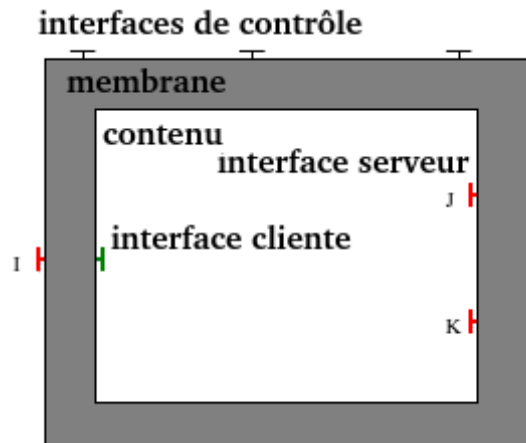 interfaces de contrôle
membrane
contenu
interface serveur
J
interface cliente
I
K